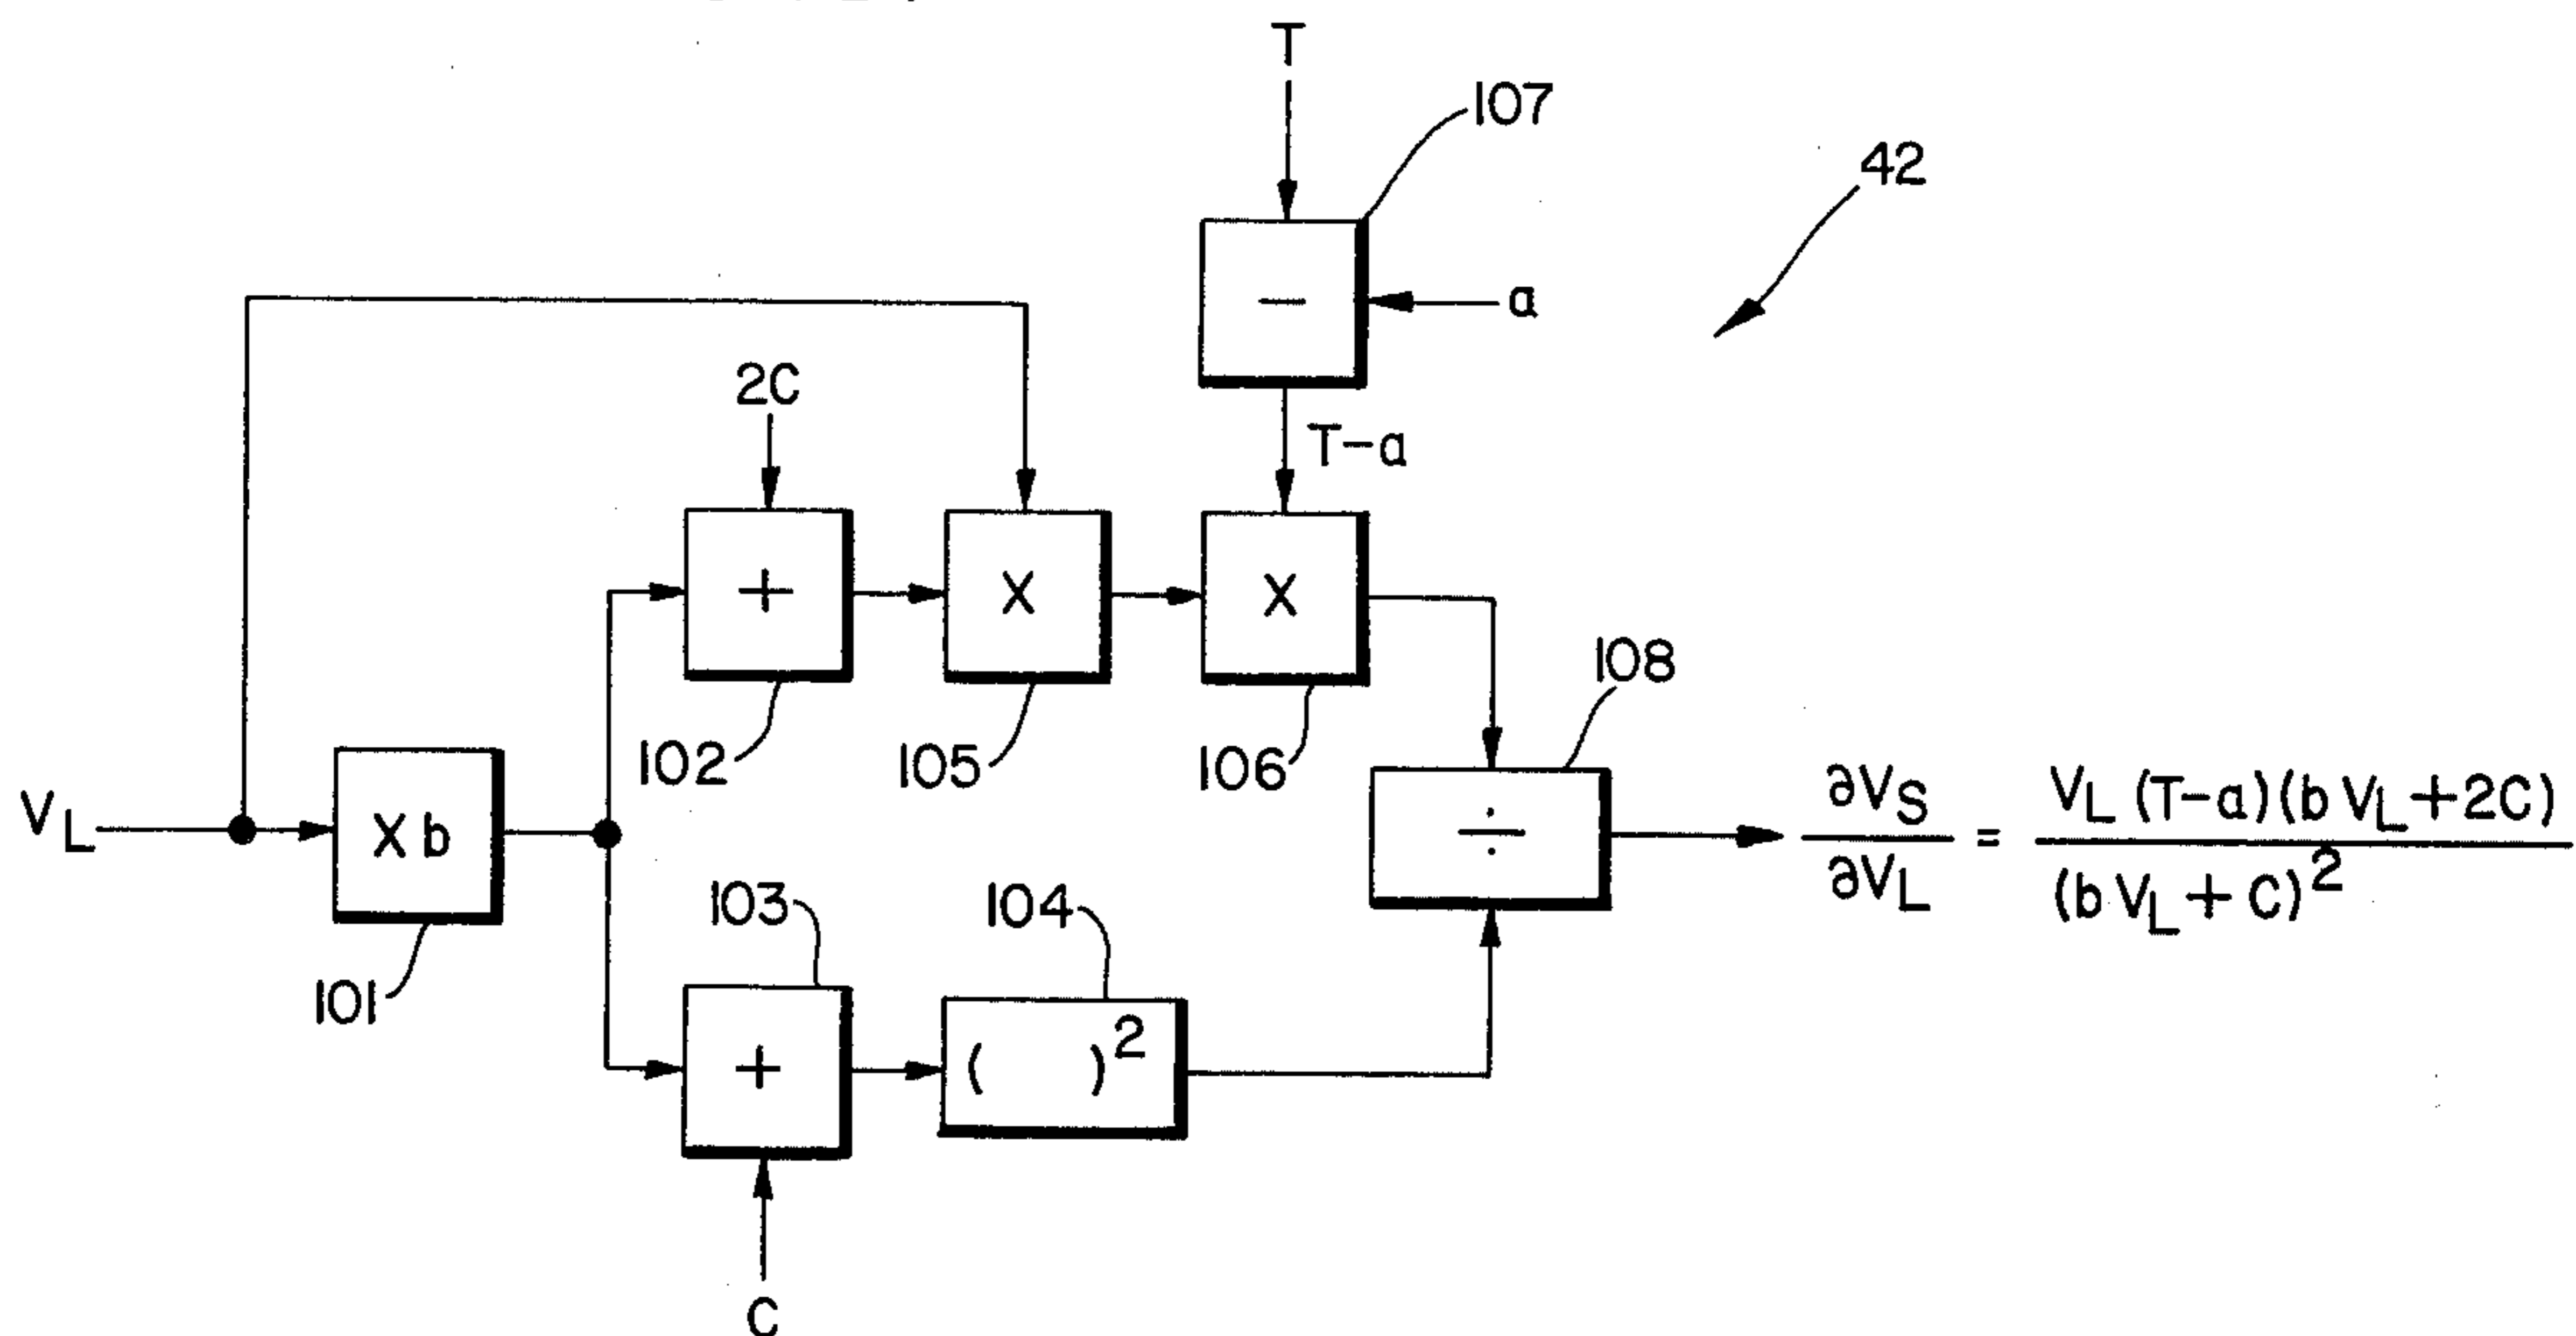 T
107
42
−
a
2C
T−a
+
X
X
108
102
105
106
V_L
X b
÷
∂V_S / ∂V_L = V_L (T−a)(b V_L + 2C) / (b V_L + C)²
103
104
101
+
( )²
C